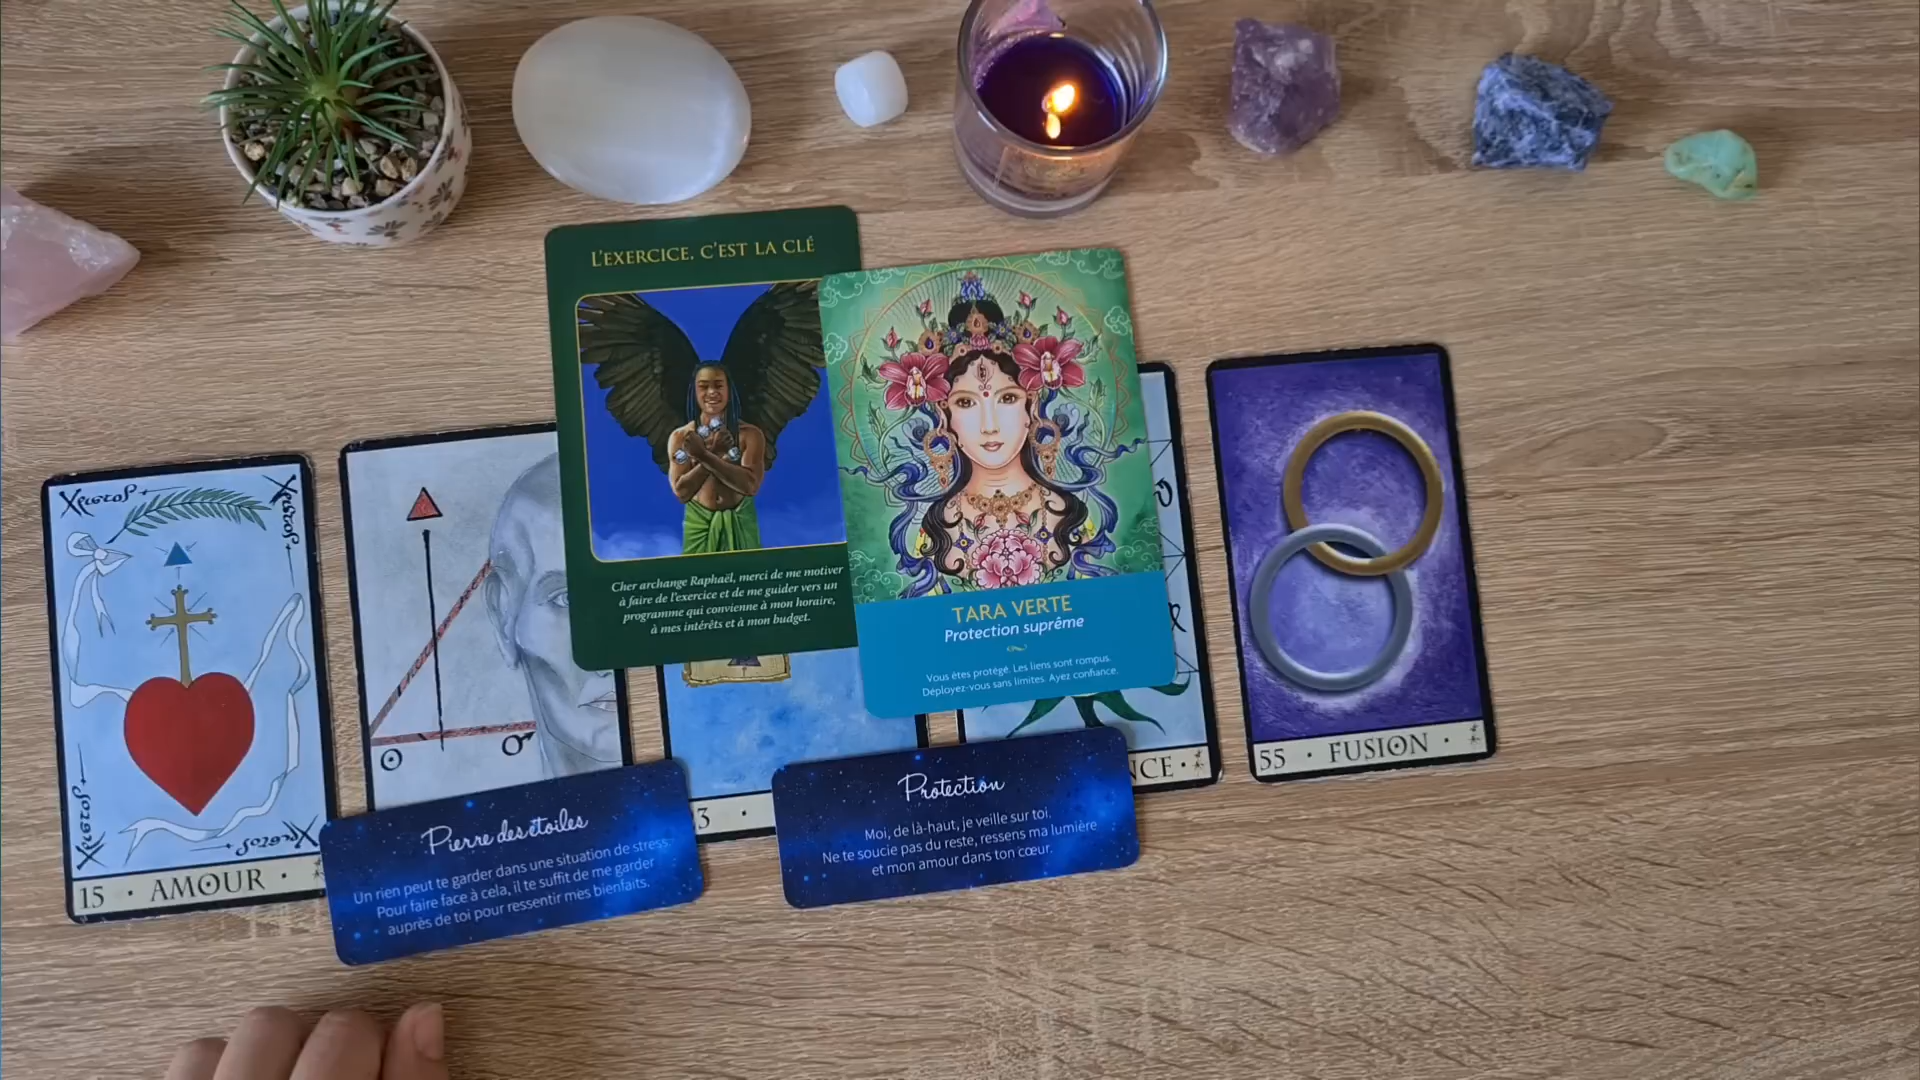 L'EXERCICE. C'EST LA CLÉ
Cher archange Raphaël, merci de me motiver
à faire de l'exercice et de me guider vers un
programme qui convienne à mon horaire,
à mes intérêts et à mon budget.
TARA VERTE
Protection suprême
Vous êtes protégé. Les liens sont rompus.
Déployez-vous sans limites. Ayez confiance.
15 · AMOUR ·
3 ·
NCE ·
55 · FUSION ·
Pierre des étoiles
Un rien peut te garder dans une situation de stress.
Pour faire face à cela, il te suffit de me garder
auprès de toi pour ressentir mes bienfaits.
Protection
Moi, de là-haut, je veille sur toi.
Ne te soucie pas du reste, ressens ma lumière
et mon amour dans ton cœur.